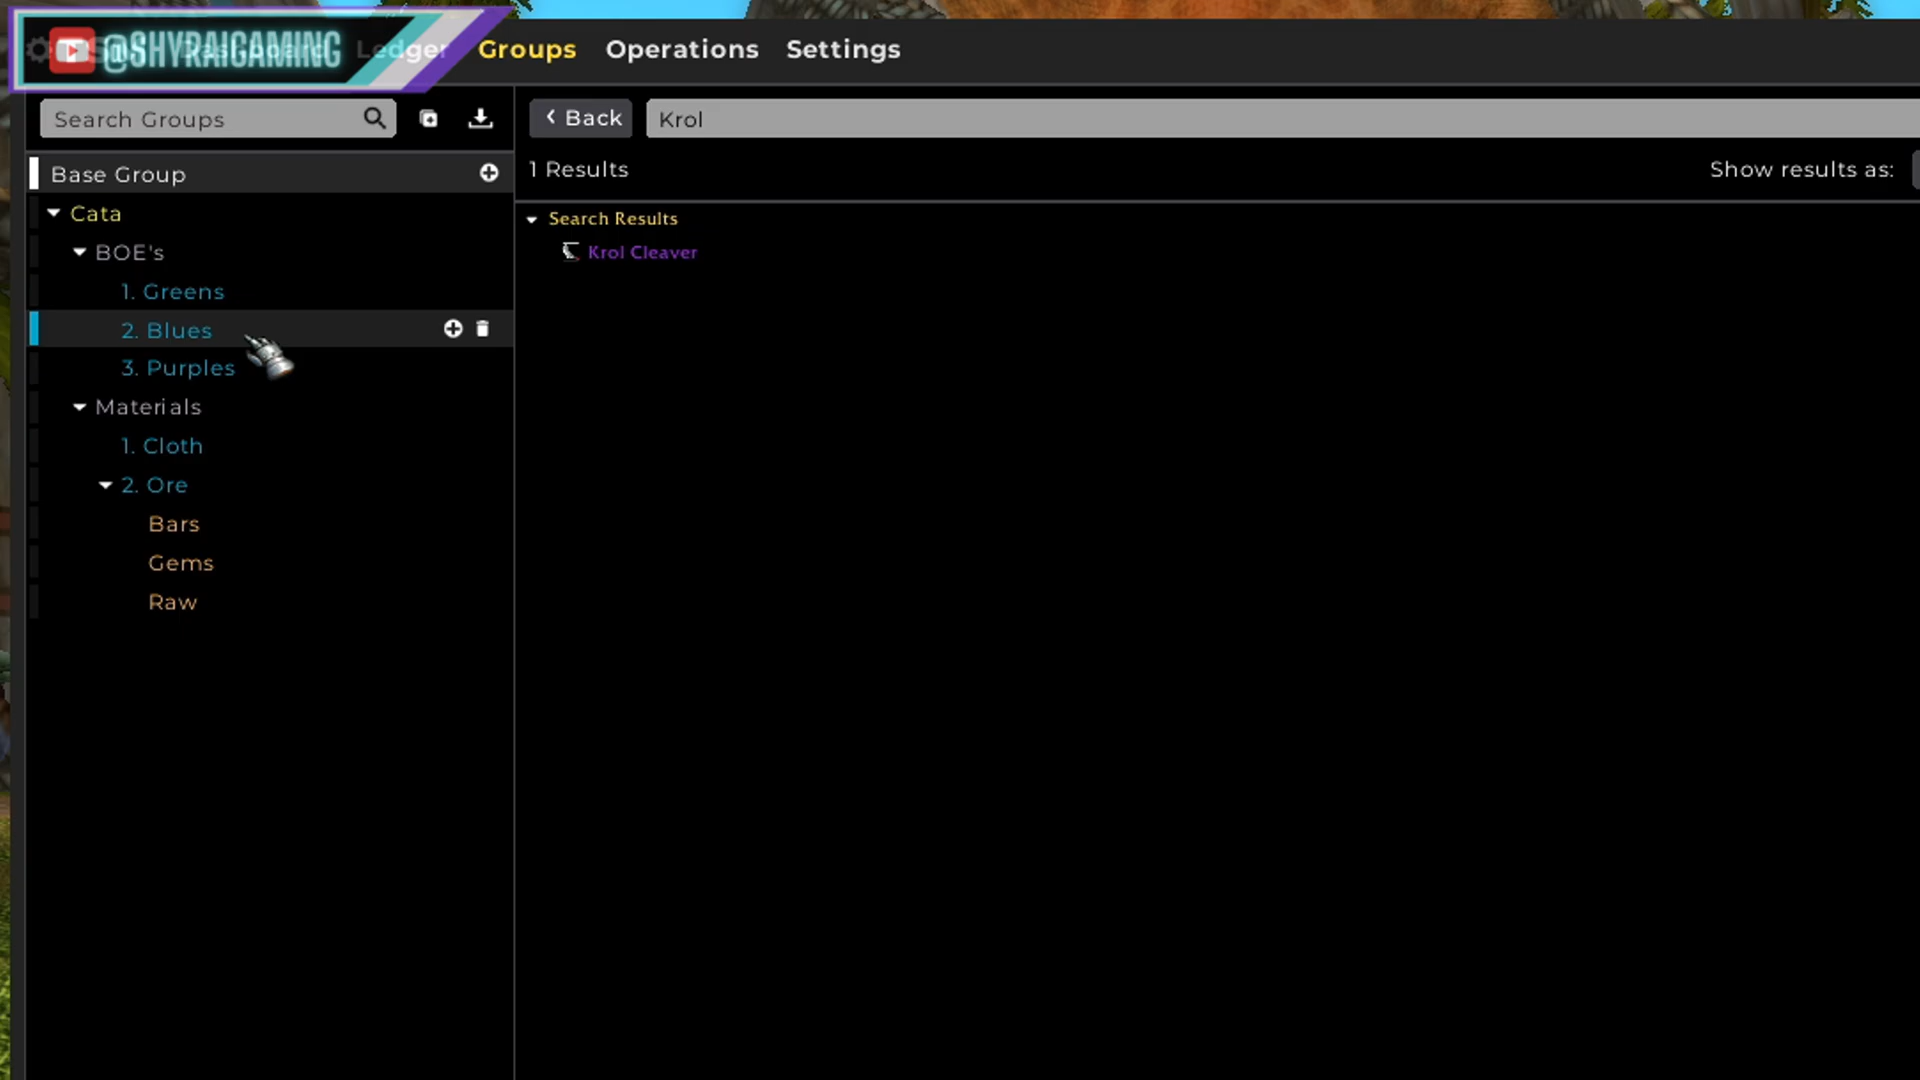 @SHYRAIGAMING
Ledger Groups Operations Settings
Search Groups
Back
Krol
Base Group
1 Results
Show results as:
Cata
Search Results
BOE's
Krol Cleaver
1. Greens
2. Blues
3. Purples
Materials
1. Cloth
2. Ore
Bars
Gems
Raw